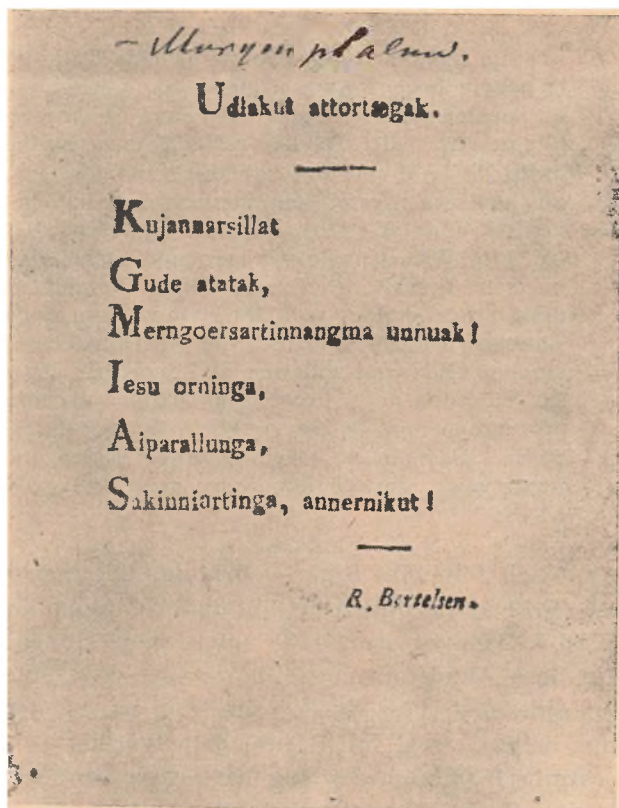 – Morgenpsalme.
Udlakut attortægak.
Kujannarsillat
Gude atatak,
Merngoersartinnangma unnuak!
Iesu orninga,
Aiparallunga,
Sakinniartinga, annernikut!
R. Bertelsen.